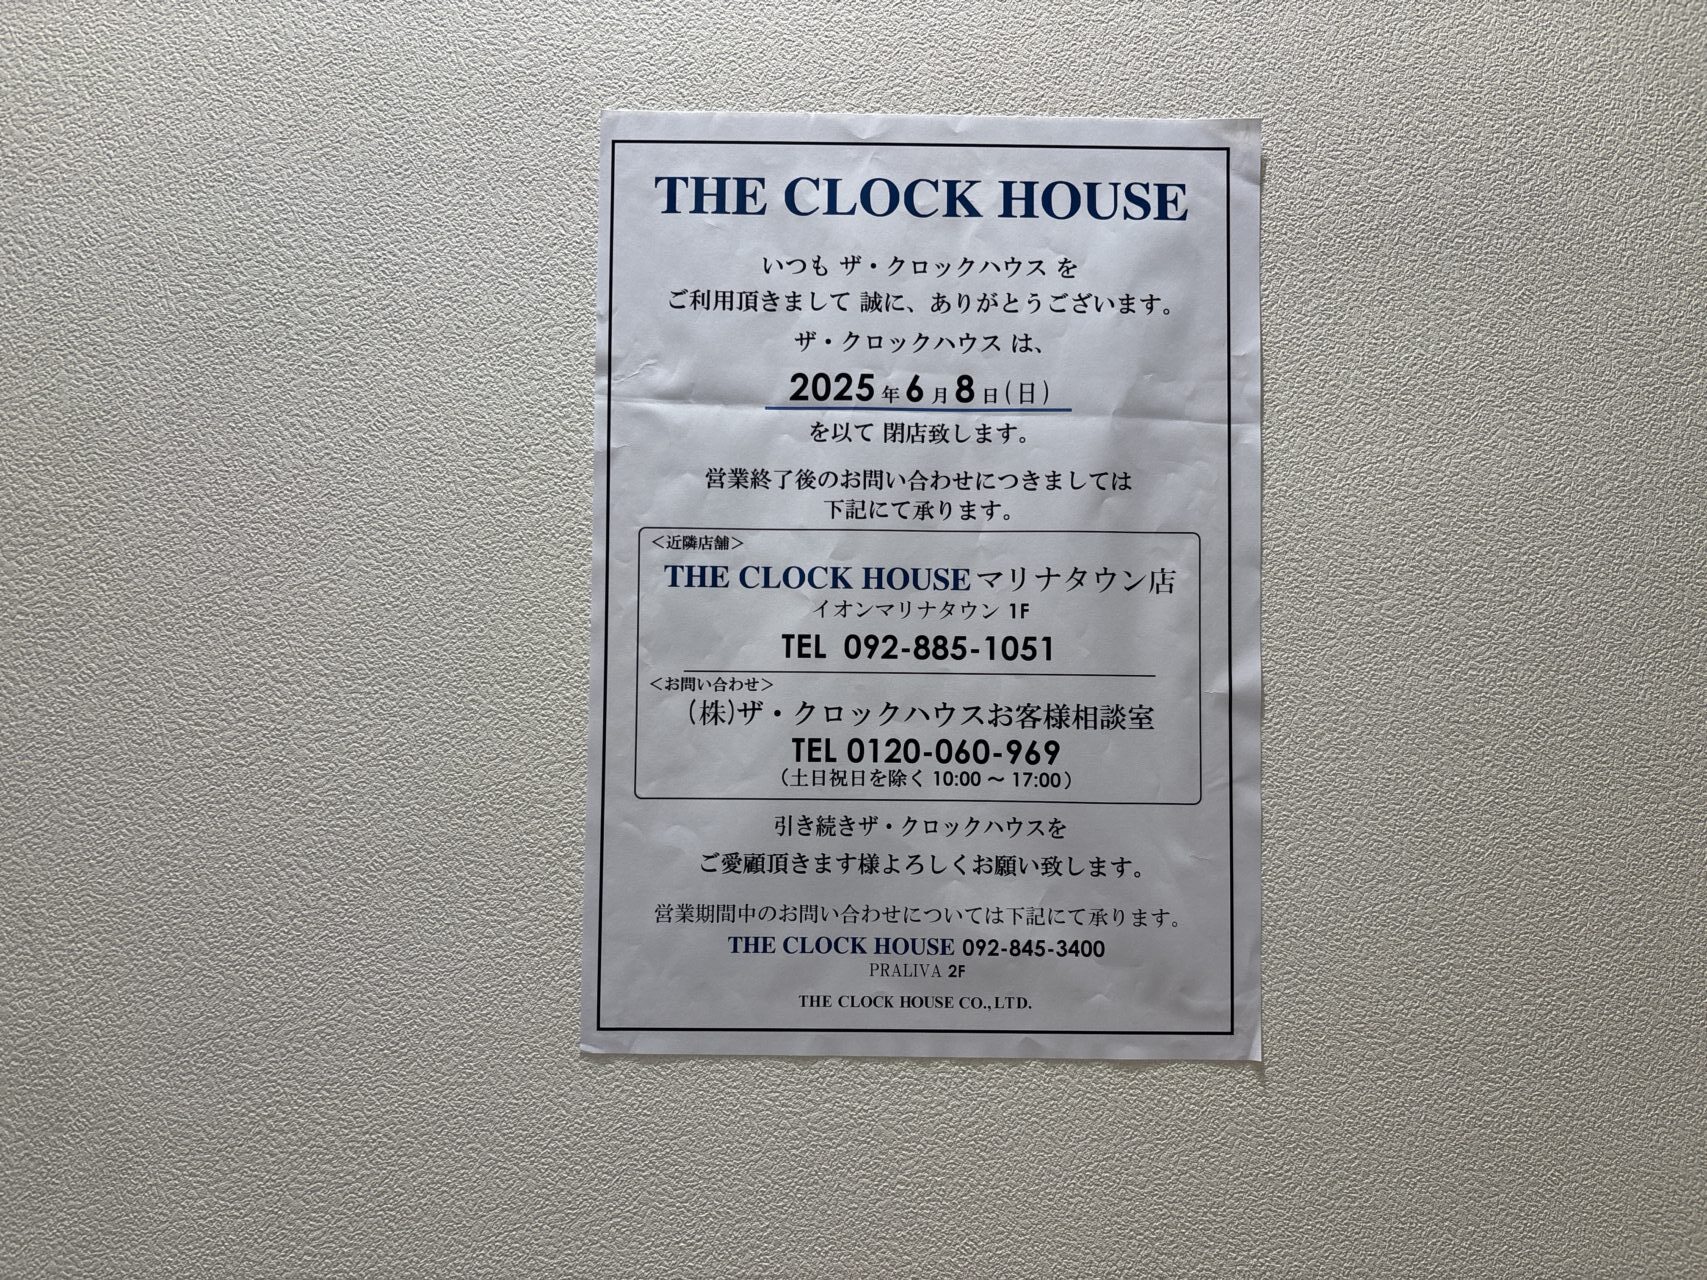 THE CLOCK HOUSE
いつも ザ・クロックハウス を
ご利用頂きまして 誠に、ありがとうございます。
ザ・クロックハウス は、
2025年6月8日(日)
を以て 閉店致します。
営業終了後のお問い合わせにつきましては
下記にて承ります。
＜近隣店舗＞
THE CLOCK HOUSEマリナタウン店
イオンマリナタウン 1F
TEL 092-885-1051
＜お問い合わせ＞
(株)ザ・クロックハウスお客様相談室
TEL 0120-060-969
（土日祝日を除く 10:00 ～ 17:00）
引き続きザ・クロックハウスを
ご愛顧頂きます様よろしくお願い致します。
営業期間中のお問い合わせについては下記にて承ります。
THE CLOCK HOUSE 092-845-3400
PRALIVA 2F
THE CLOCK HOUSE CO.,LTD.